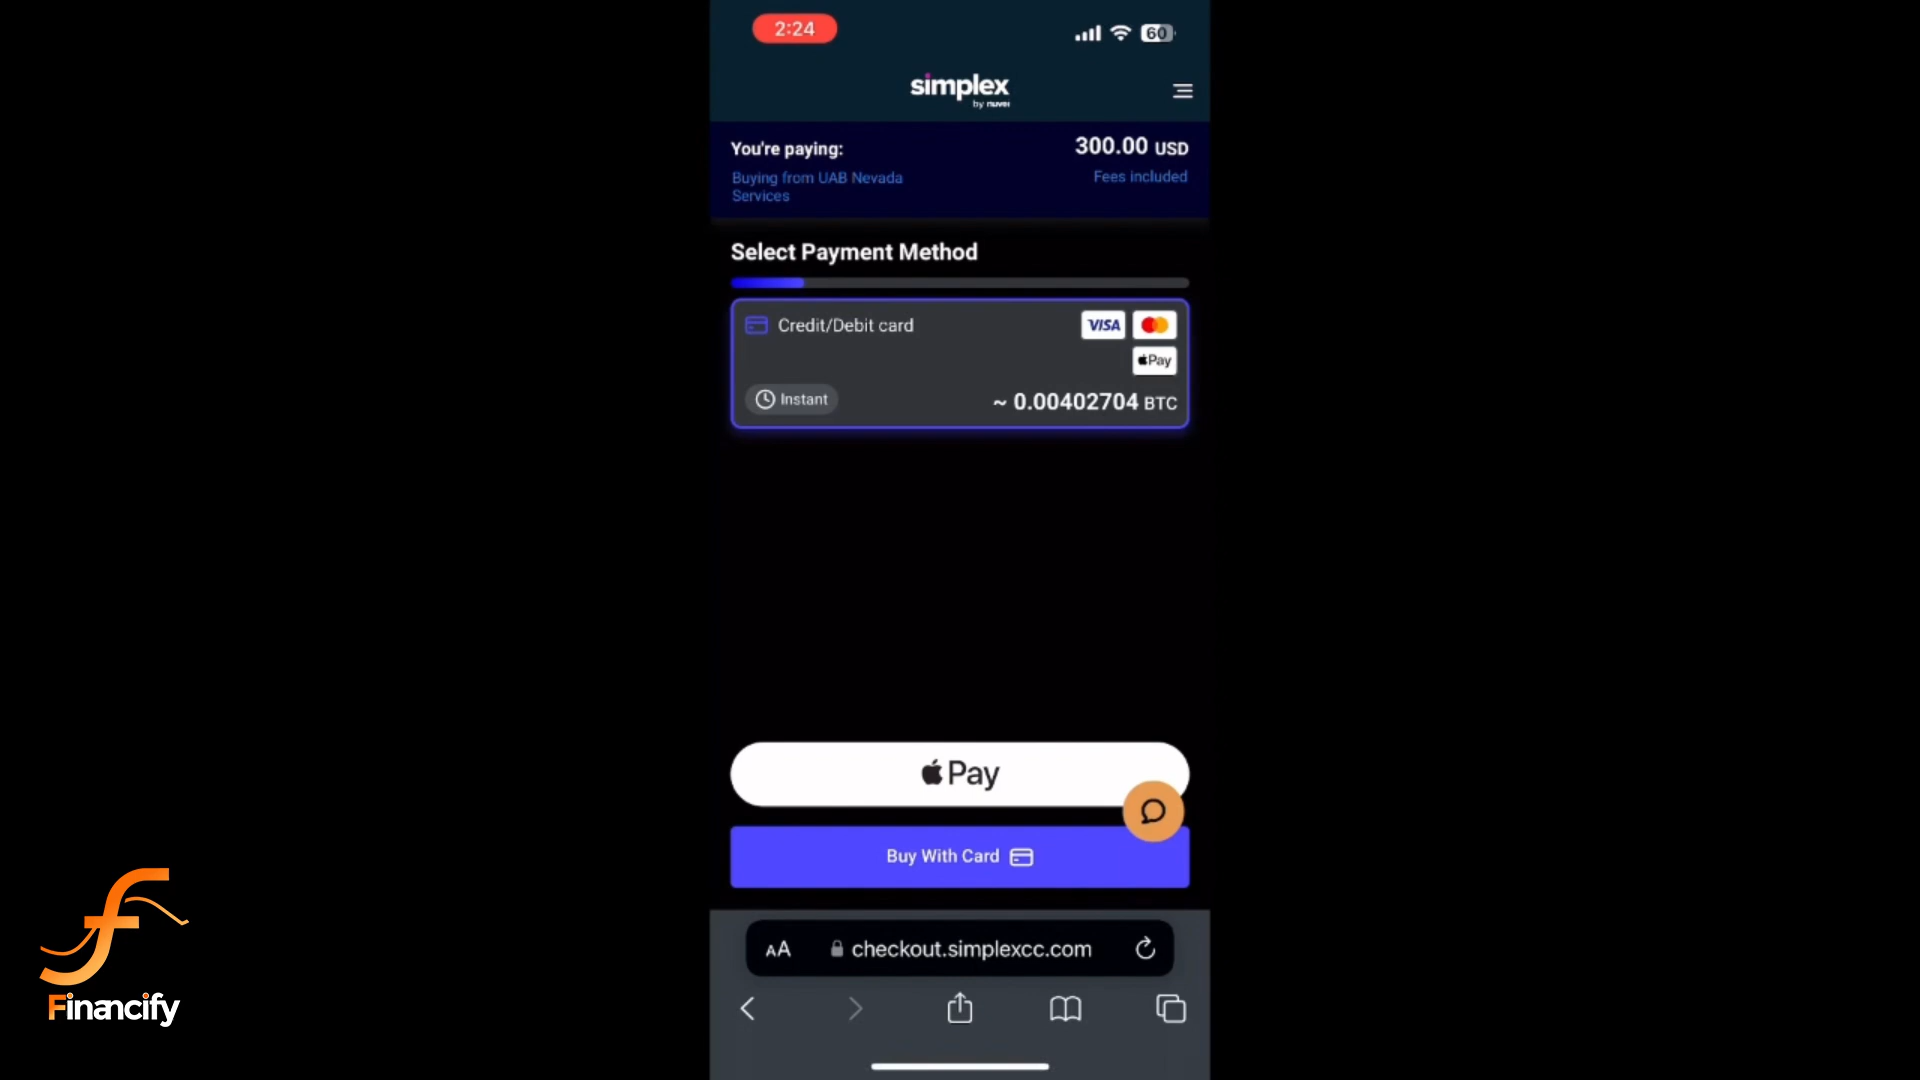 2:24
60
simplex
by nuvei
You're paying:
300.00 USD
Buying from UAB Nevada
Services
Fees included
Select Payment Method
Credit/Debit card
VISA
Pay
Instant
~ 0.00402704 BTC
Pay
Buy With Card
AA
checkout.simplexcc.com
Financify